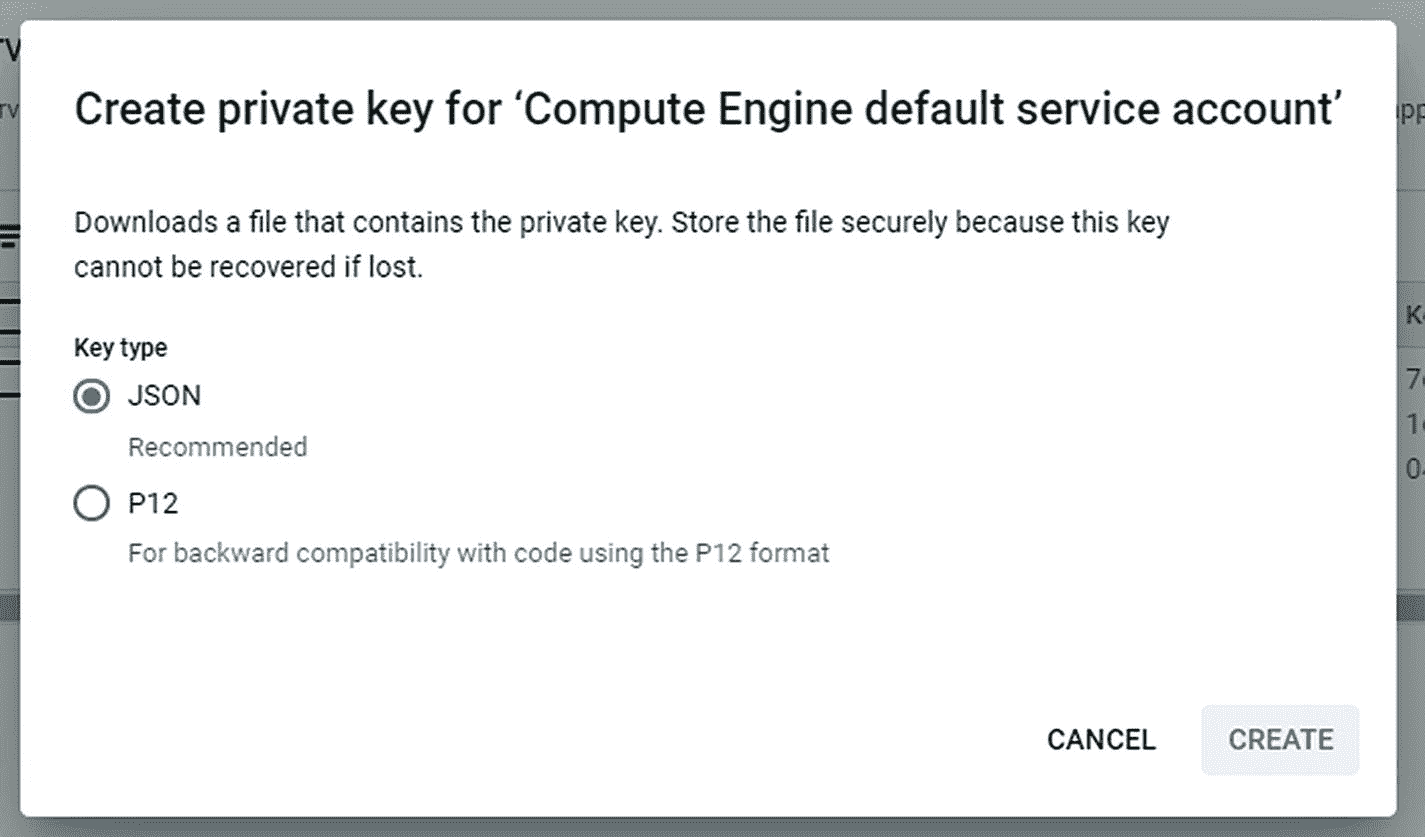 Create private key for ‘Compute Engine default service account’
Downloads a file that contains the private key. Store the file securely because this key
cannot be recovered if lost.
Key type
JSON
Recommended
P12
For backward compatibility with code using the P12 format
CANCEL
CREATE